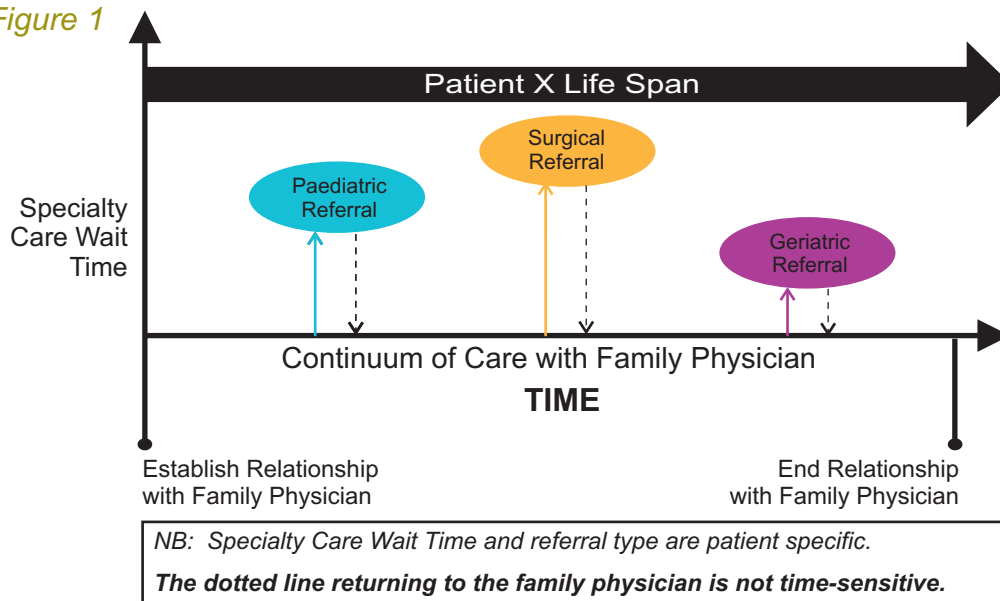 Figure 1
Patient X Life Span
Surgical
Referral
Paediatric
Referral
Geriatric
Referral
Specialty
Care Wait
Time
Continuum of Care with Family Physician
TIME
Establish Relationship
with Family Physician
End Relationship
with Family Physician
NB: Specialty Care Wait Time and referral type are patient specific.
The dotted line returning to the family physician is not time-sensitive.